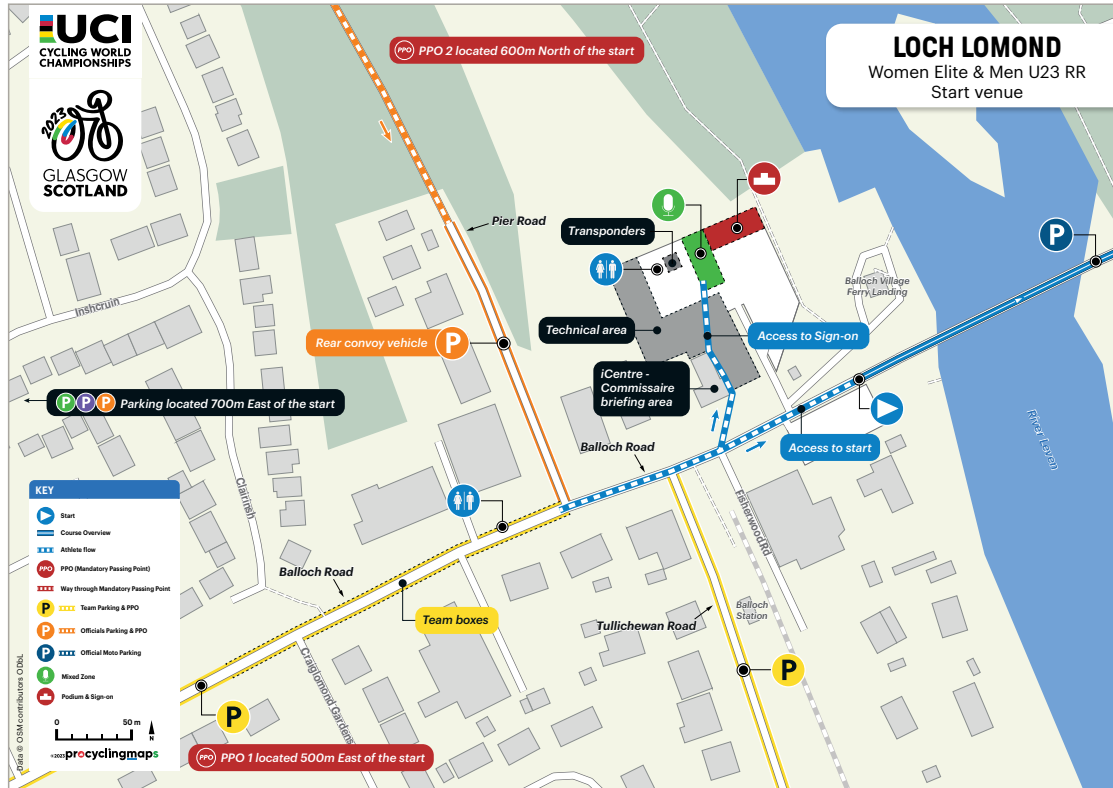 UCI
CYCLING WORLD
CHAMPIONSHIPS
2023
GLASGOW
SCOTLAND
PPO PPO 2 located 600m North of the start
LOCH LOMOND
Women Elite & Men U23 RR
Start venue
Pier Road
Transponders
P
Balloch Village
Ferry Landing
Inshcruin
Technical area
Access to Sign-on
Rear convoy vehicle P
iCentre -
Commissaire
briefing area
P P P Parking located 700m East of the start
Access to start
River Leven
Balloch Road
Clairinsh
Fisherwood Rd
Balloch Road
Team boxes
Tullichewan Road
Balloch
Station
P
Craiglomond Gardens
P
PPO PPO 1 located 500m East of the start
KEY
Start
Course Overview
Athlete flow
PPO PPO (Mandatory Passing Point)
Way through Mandatory Passing Point
P Team Parking & PPO
P Officials Parking & PPO
P Official Moto Parking
Mixed Zone
Podium & Sign-on
0 50 m
N
©2023 procyclingmaps
Data © OSM contributors ODbL